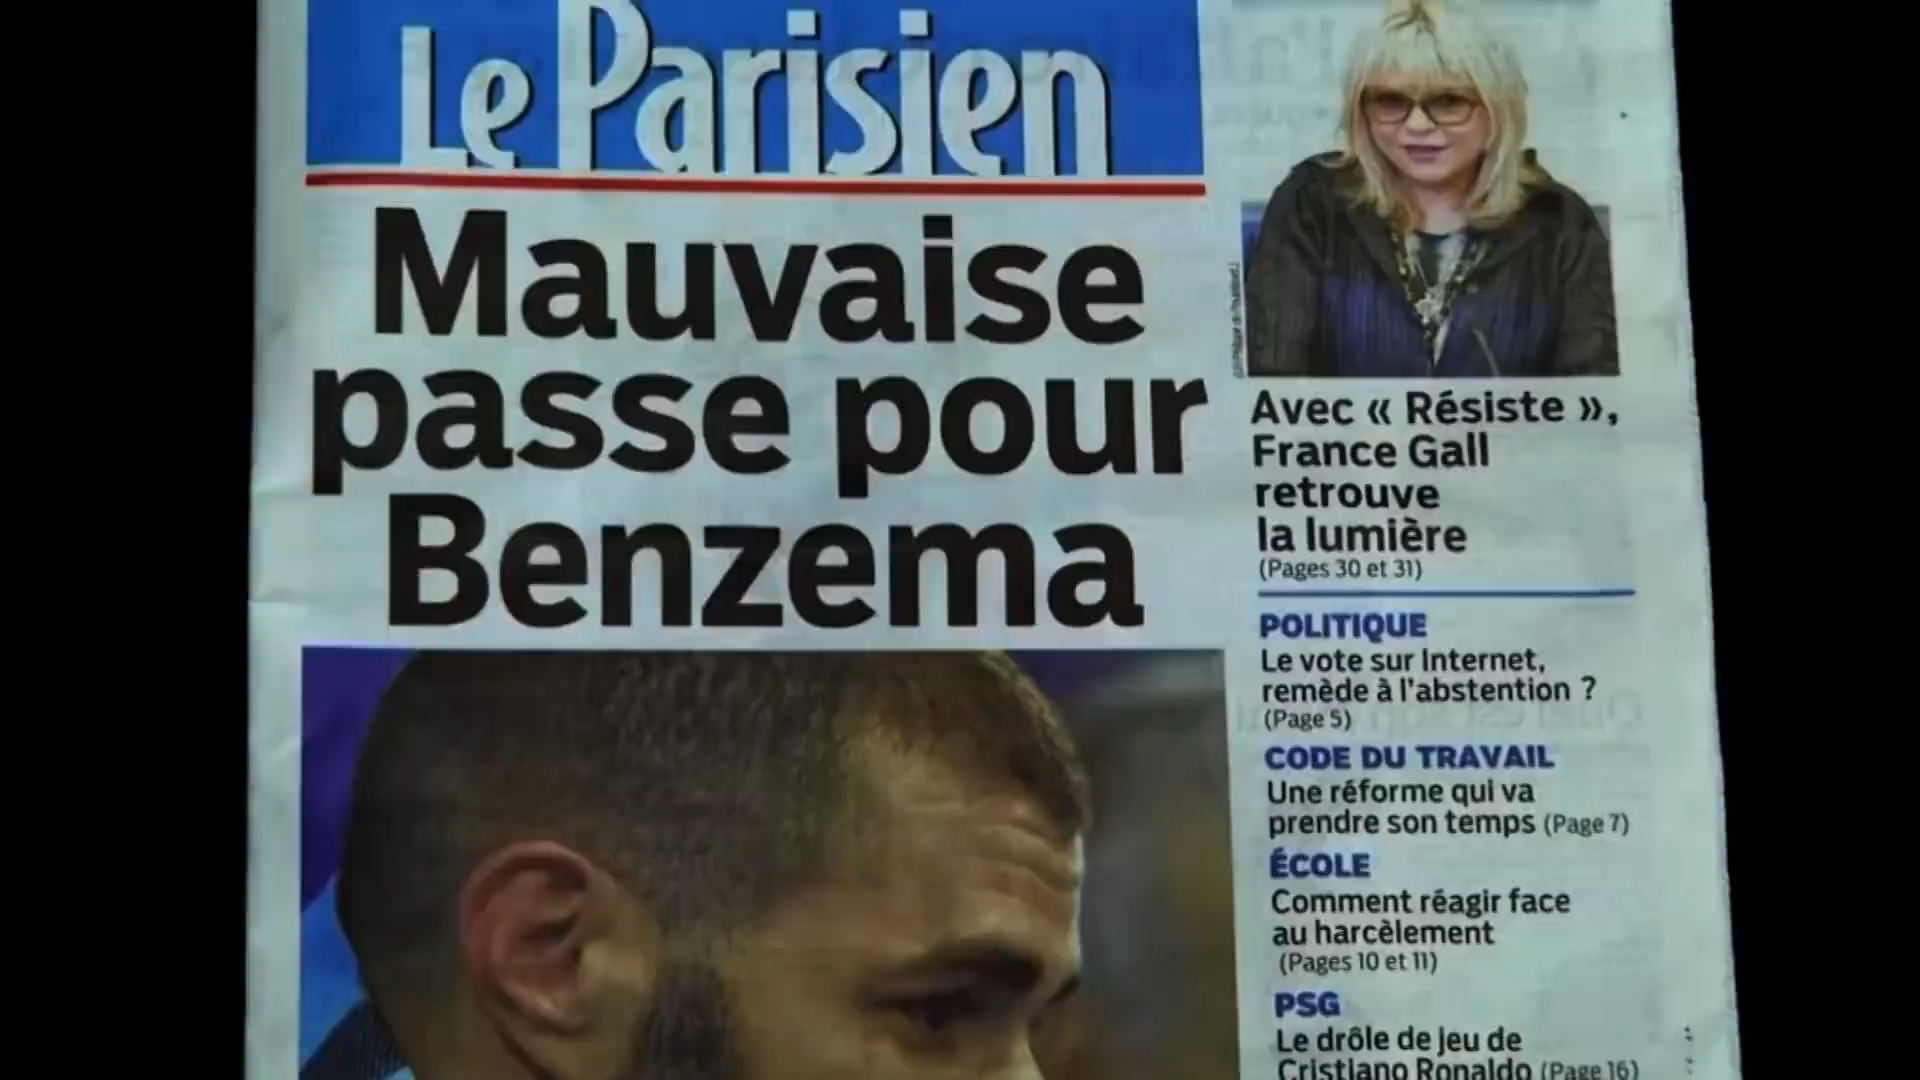 Le Parisien
Mauvaise
passe pour
Benzema
Avec « Résiste »,
France Gall
retrouve
la lumière
(Pages 30 et 31)
POLITIQUE
Le vote sur Internet,
remède à l'abstention ?
(Page 5)
CODE DU TRAVAIL
Une réforme qui va
prendre son temps (Page 7)
ÉCOLE
Comment réagir face
au harcèlement
(Pages 10 et 11)
PSG
Le drôle de jeu de
Cristiano Ronaldo (Page 16)